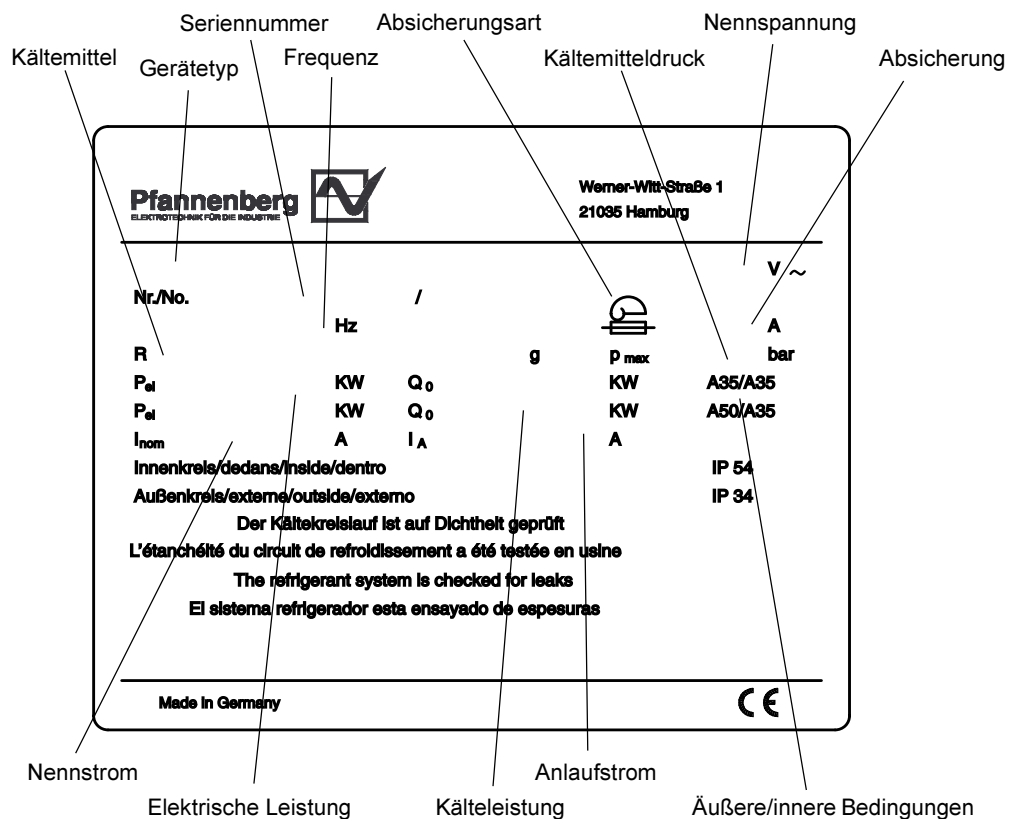 Seriennummer Absicherungsart Nennspannung
Kältemittel Gerätetyp Frequenz Kältemitteldruck Absicherung
Pfannenberg
ELEKTROTECHNIK FÜR DIE INDUSTRIE
Werner-Witt-Straße 1
21035 Hamburg
V ~
Nr./No. /
Hz A
R g p max bar
Pel KW Q0 KW A35/A35
Pel KW Q0 KW A50/A35
Inom A IA A
Innenkreis/dedans/inside/dentro IP 54
Außenkreis/externe/outside/externo IP 34
Der Kältekreislauf ist auf Dichtheit geprüft
L'étanchéité du circuit de refroidissement a été testée en usine
The refrigerant system is checked for leaks
El sistema refrigerador esta ensayado de espesuras
Made in Germany CE
Nennstrom Anlaufstrom
Elektrische Leistung Kälteleistung Äußere/innere Bedingungen